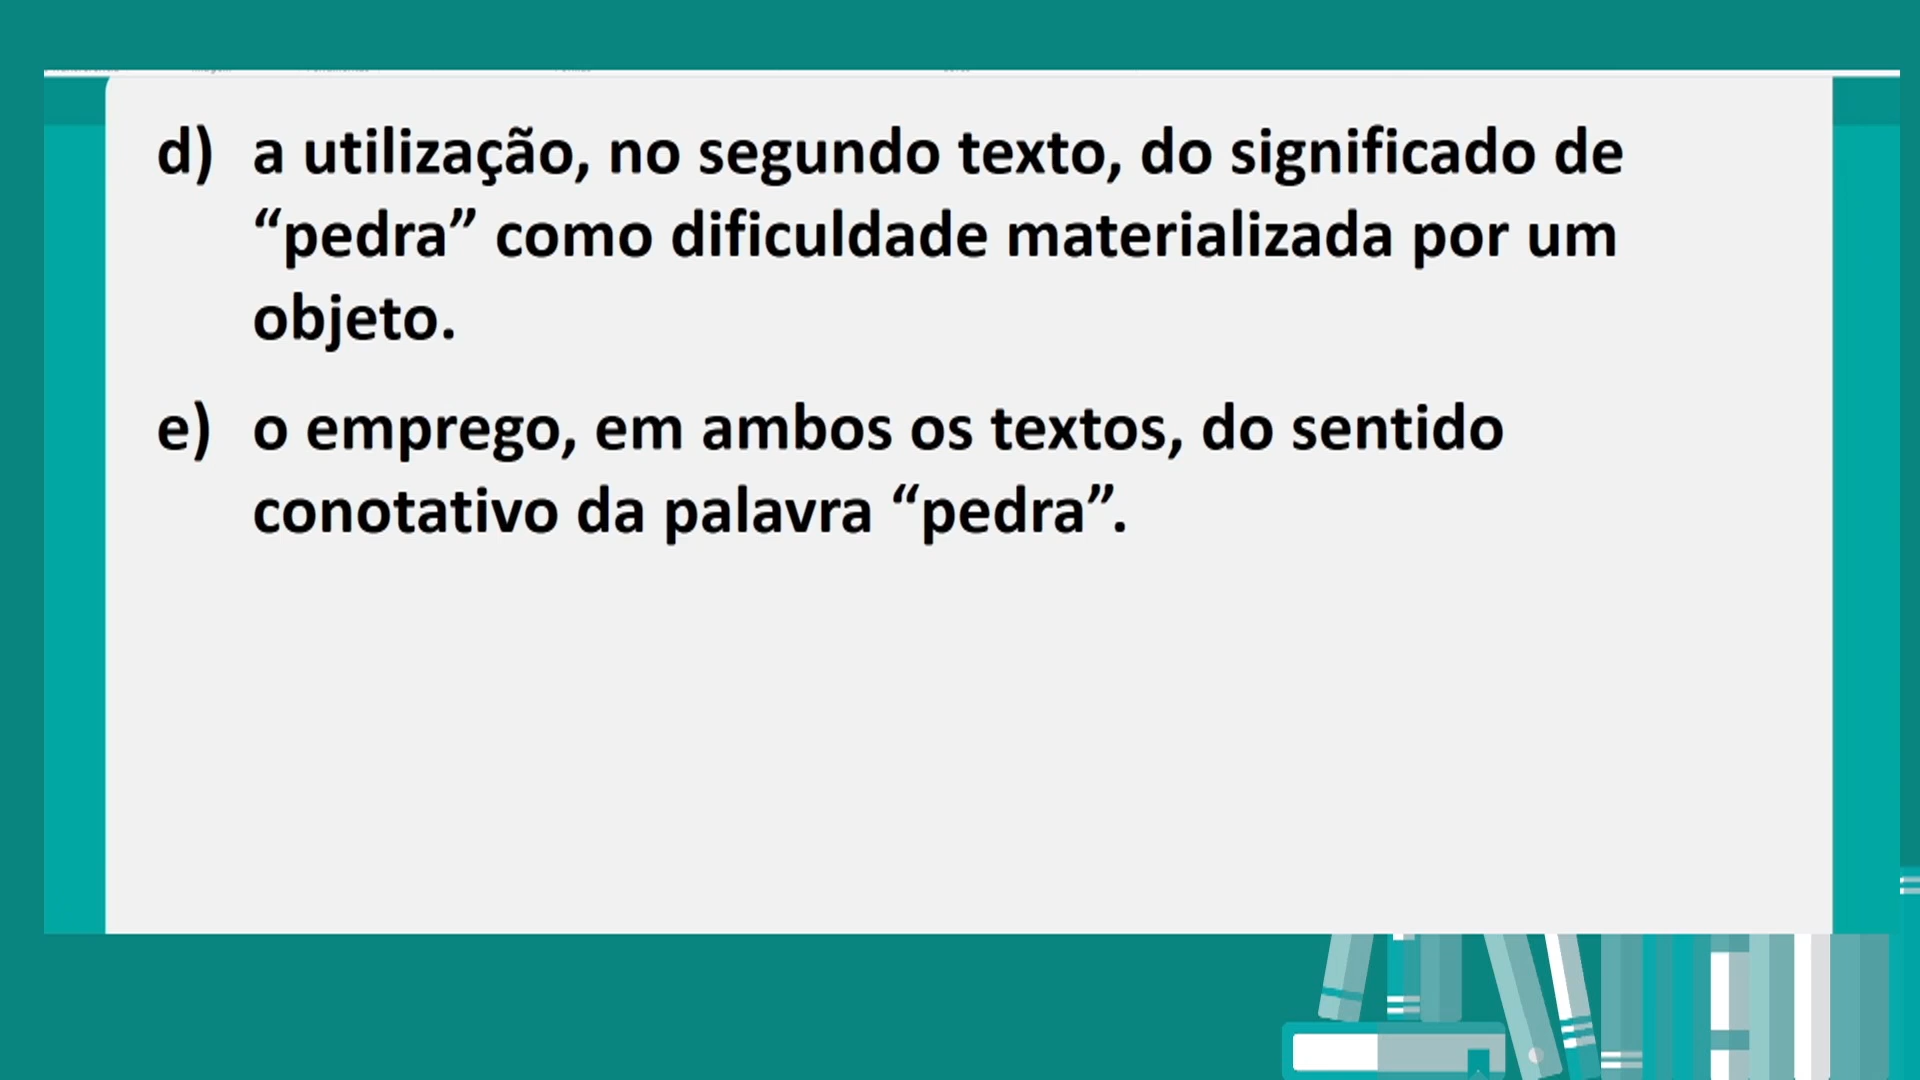 d) a utilização, no segundo texto, do significado de
“pedra” como dificuldade materializada por um
objeto.
e) o emprego, em ambos os textos, do sentido
conotativo da palavra “pedra”.